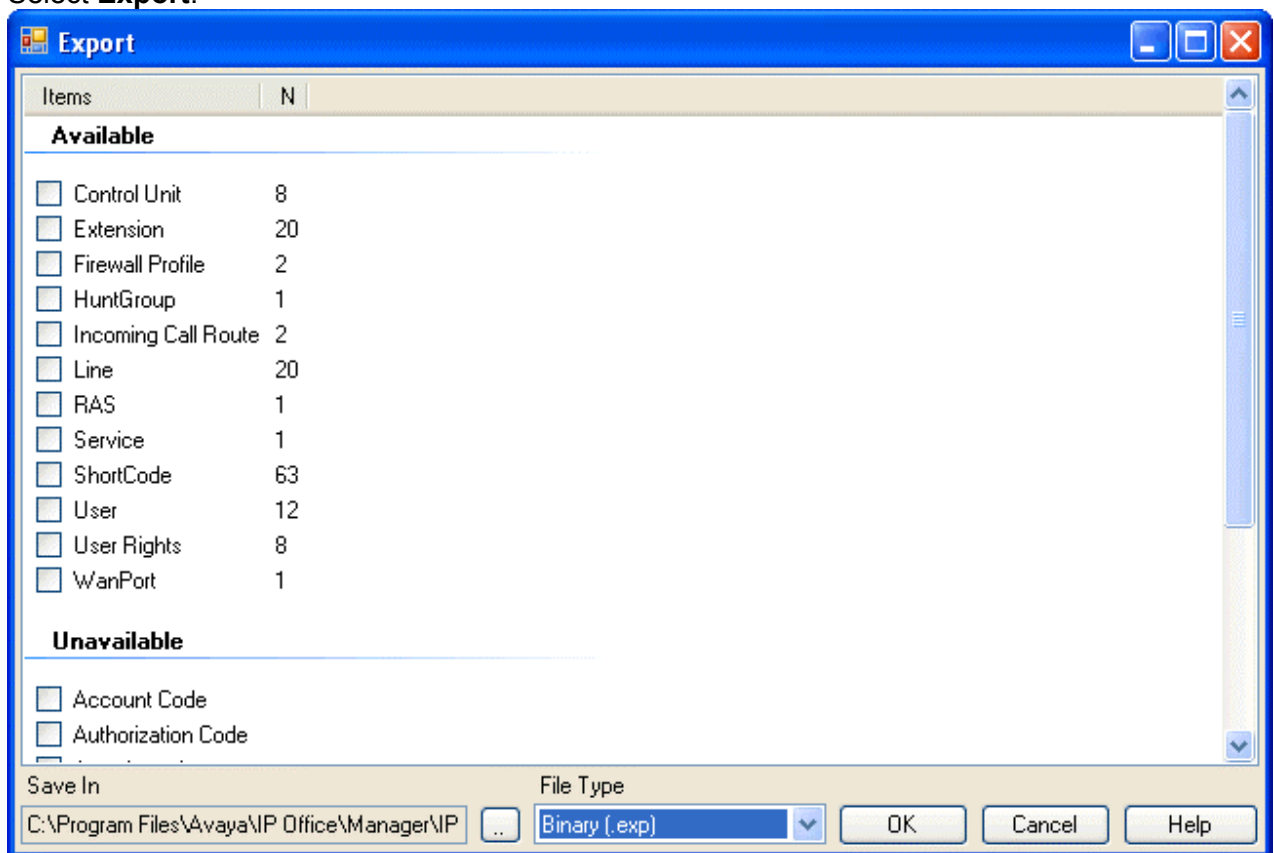 Select Export.
Export
Items N
Available
Control Unit 8
Extension 20
Firewall Profile 2
HuntGroup 1
Incoming Call Route 2
Line 20
RAS 1
Service 1
ShortCode 63
User 12
User Rights 8
WanPort 1
Unavailable
Account Code
Authorization Code
Save In File Type
C:\Program Files\Avaya\IP Office\Manager\IP .. Binary (.exp) OK Cancel Help